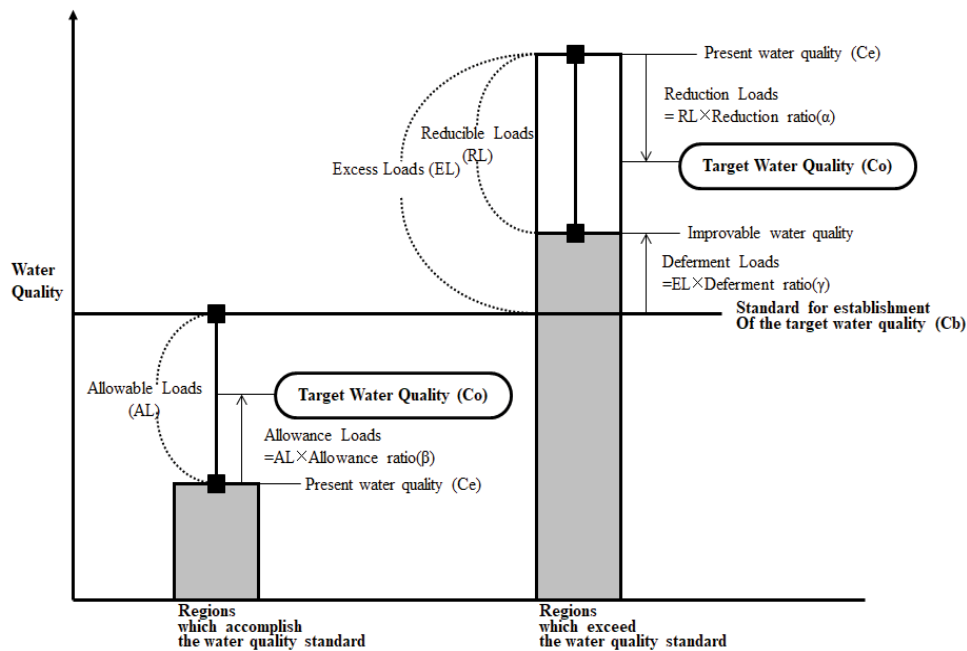 Present water quality (Ce)
Reduction Loads
= RL×Reduction ratio(α)
Reducible Loads
(RL)
Excess Loads (EL)
Target Water Quality (Co)
Improvable water quality
Deferment Loads
=EL×Deferment ratio(γ)
Water
Quality
Standard for establishment
Of the target water quality (Cb)
Allowable Loads
(AL)
Target Water Quality (Co)
Allowance Loads
=AL×Allowance ratio(β)
Present water quality (Ce)
Regions
which accomplish
the water quality standard
Regions
which exceed
the water quality standard